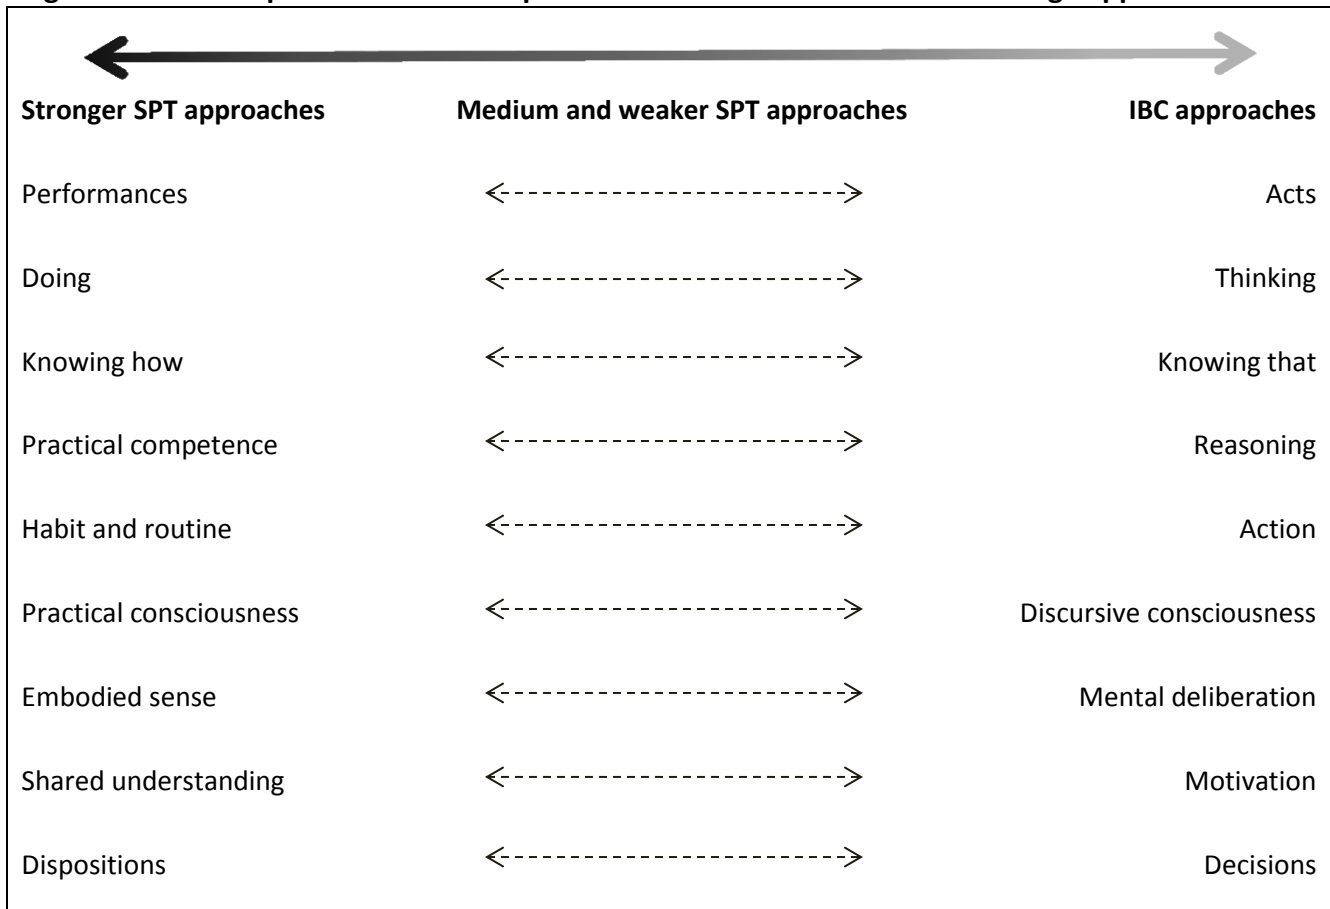 Stronger SPT approaches Medium and weaker SPT approaches IBC approaches
Performances Acts
Doing Thinking
Knowing how Knowing that
Practical competence Reasoning
Habit and routine Action
Practical consciousness Discursive consciousness
Embodied sense Mental deliberation
Shared understanding Motivation
Dispositions Decisions